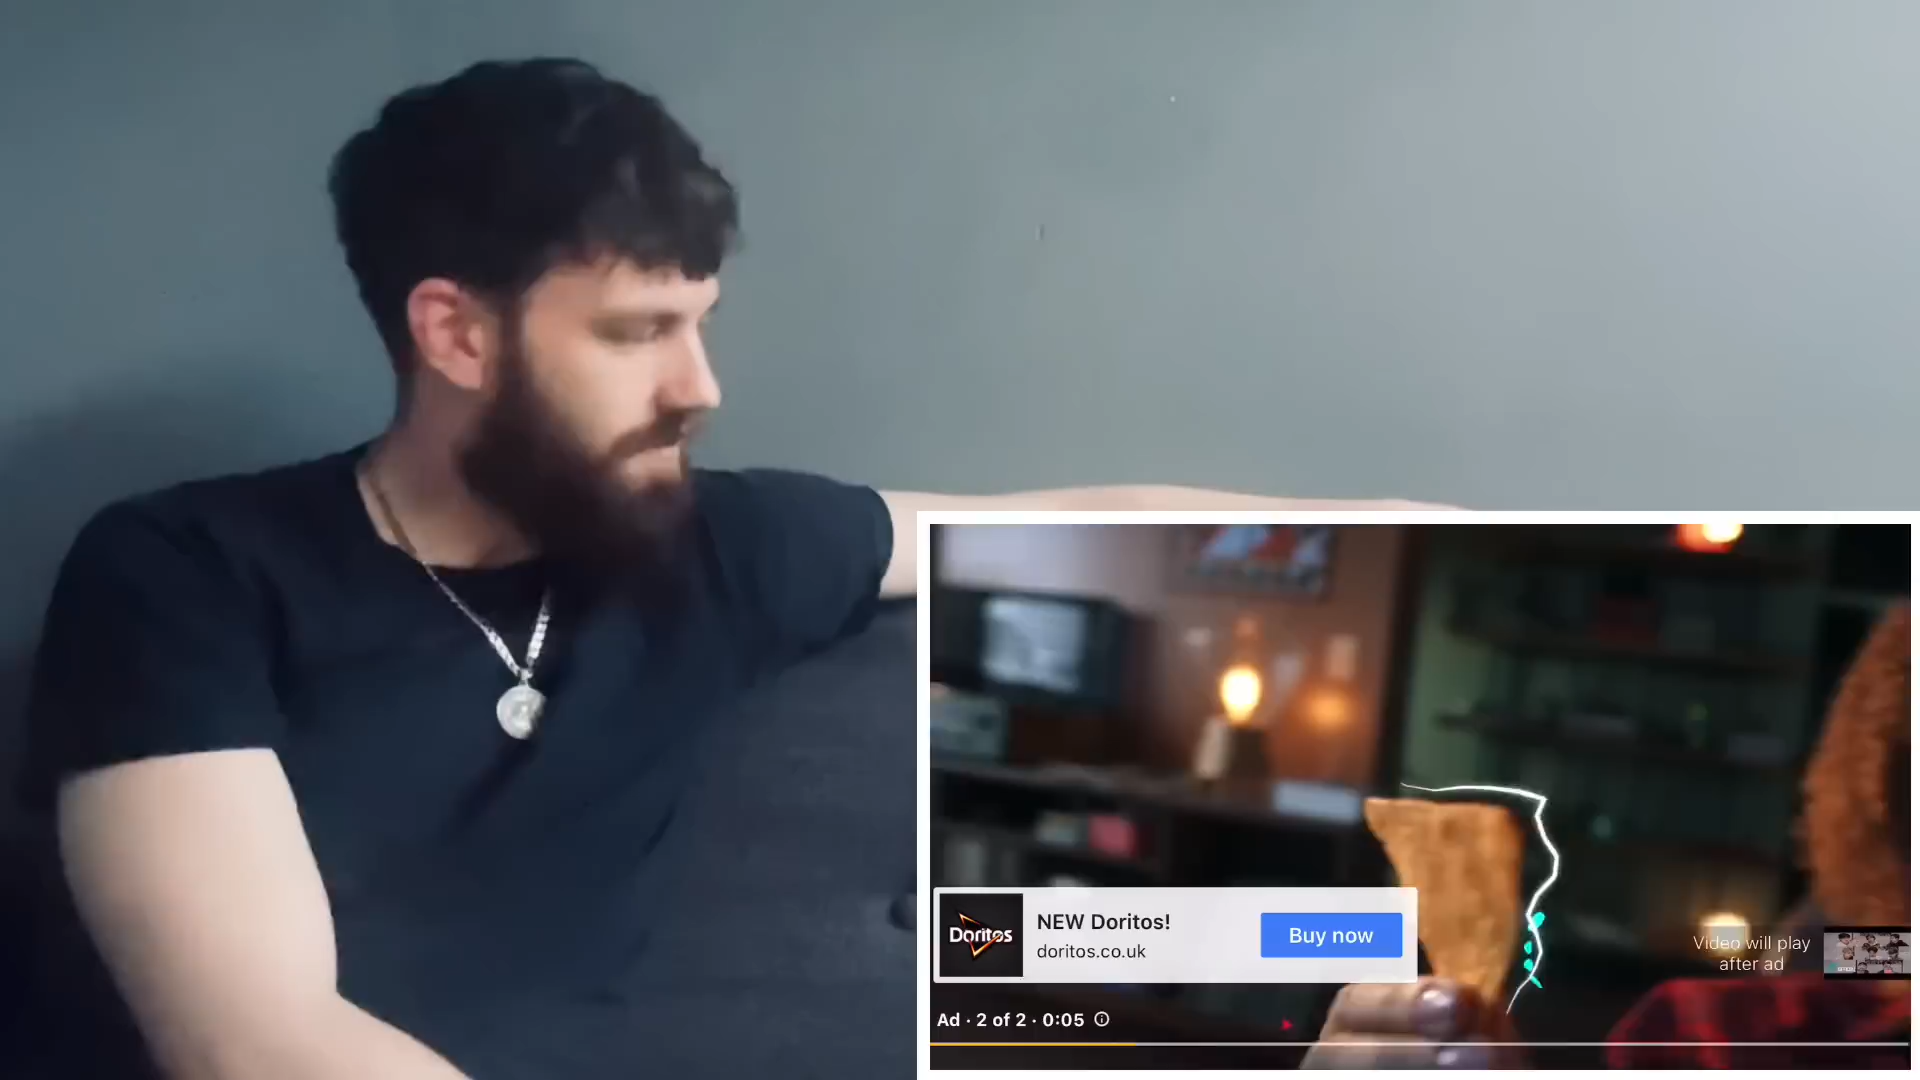 Doritos
NEW Doritos!
doritos.co.uk
Buy now
Video will play
after ad
Ad · 2 of 2 · 0:05